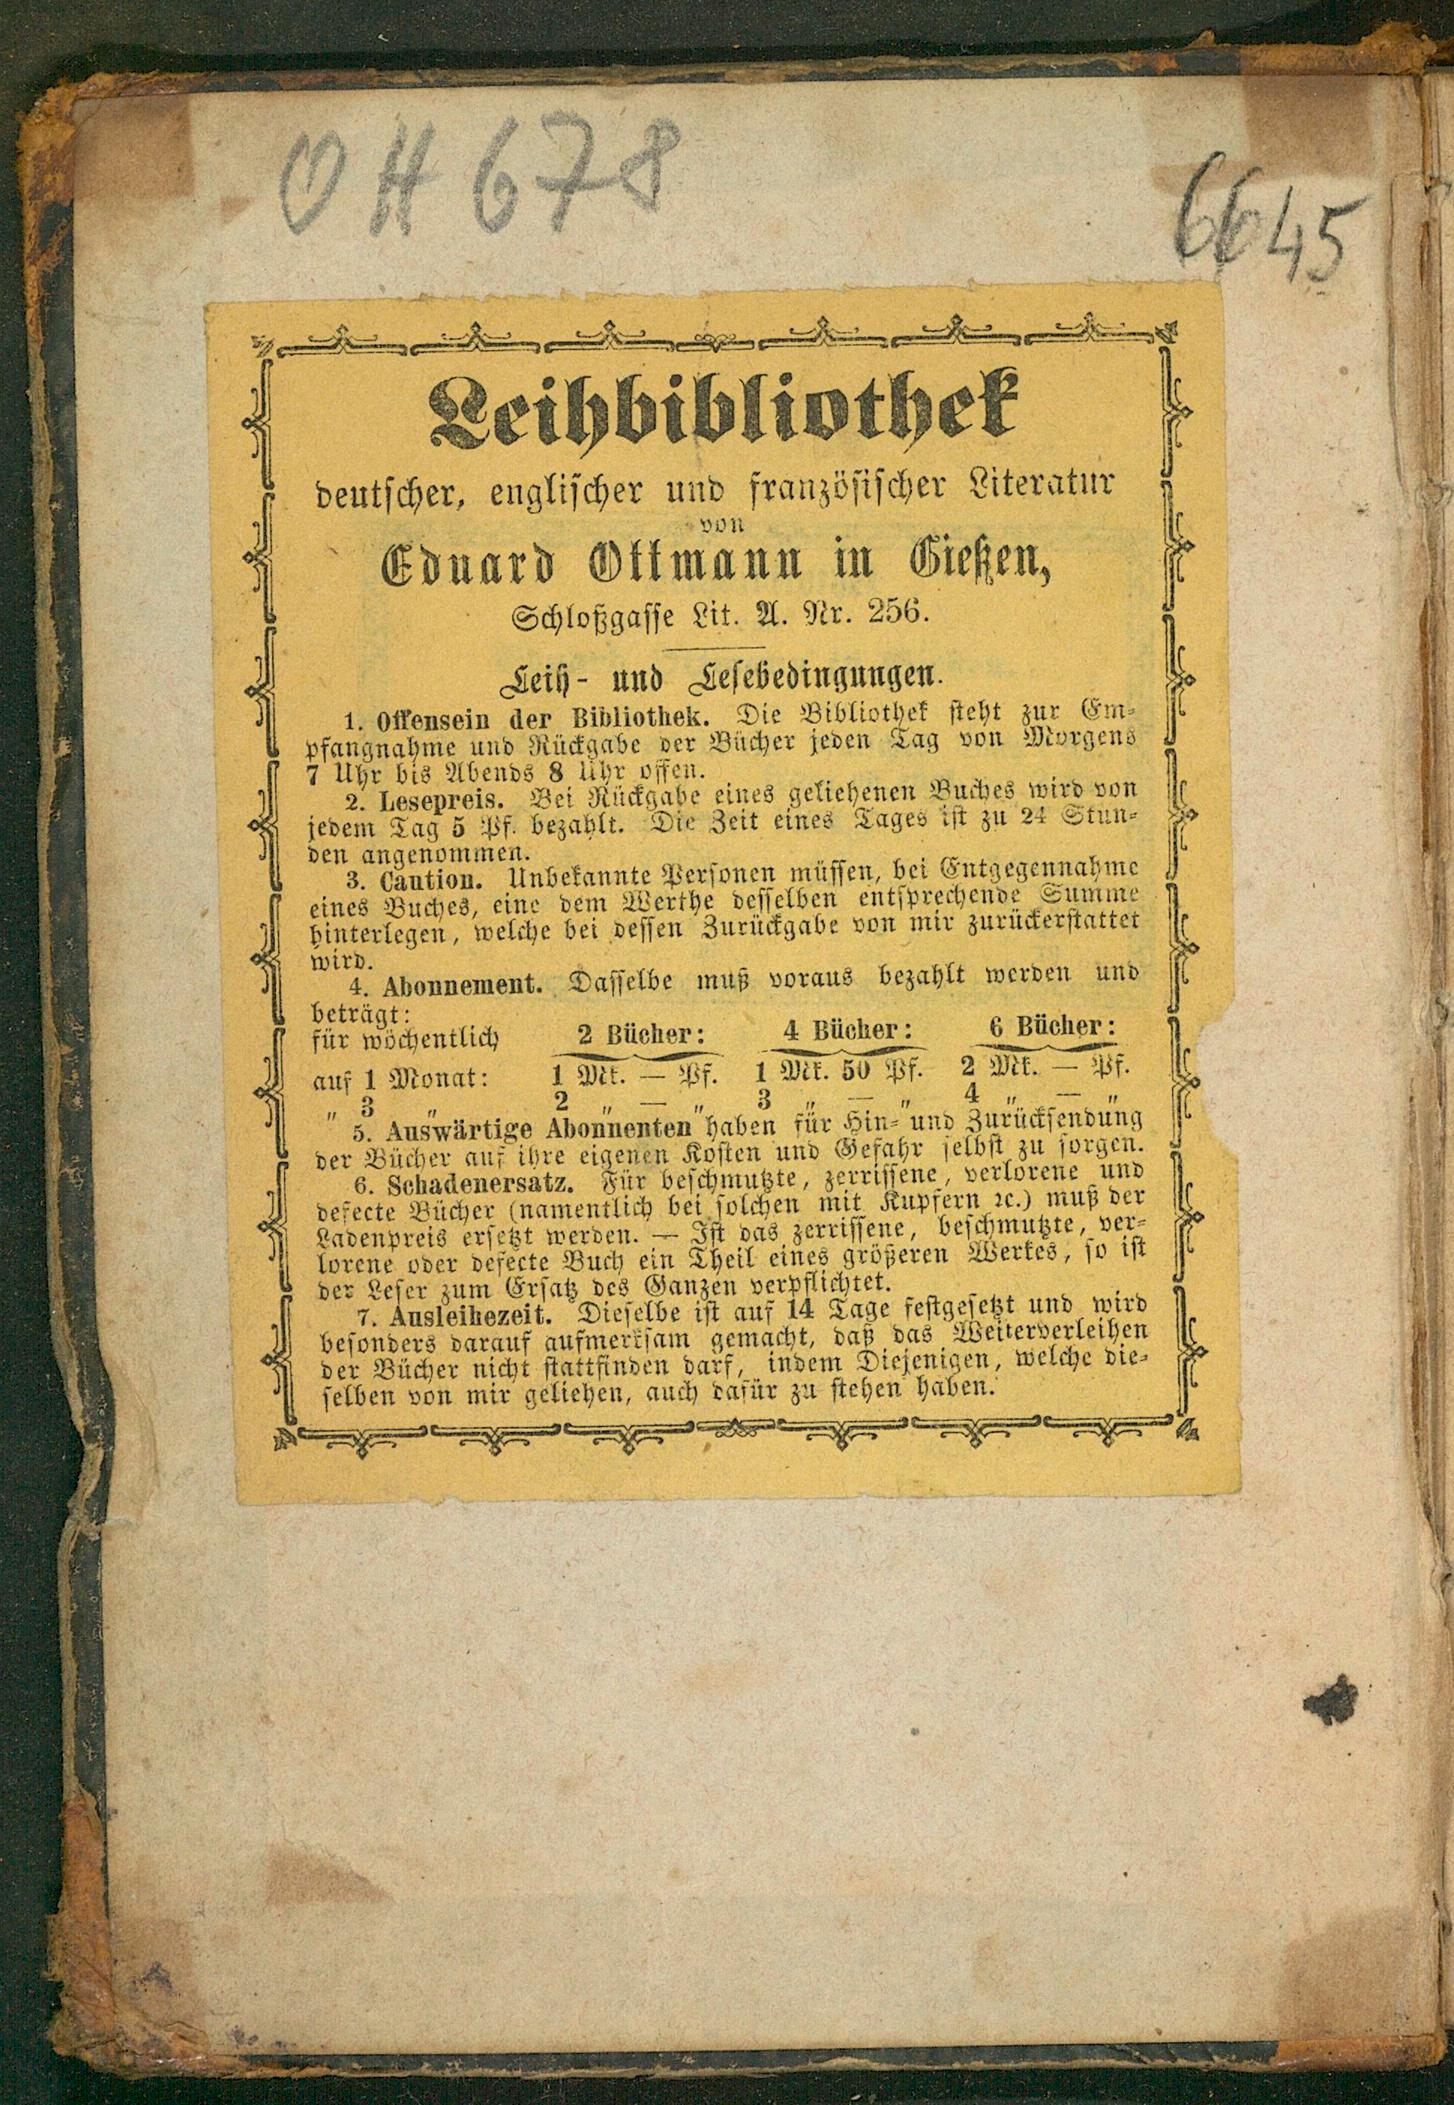 OH 678
6645
Leihbibliothek
deutscher, englischer und französischer Literatur
von
Eduard Ottmann in Gießen,
Schloßgasse Lit. A. Nr. 256.
Leih- und Lesebedingungen.
1. Offensein der Bibliothek. Die Bibliothek steht zur Em-
pfangnahme und Rückgabe der Bücher jeden Tag von Morgens
7 Uhr bis Abends 8 Uhr offen.
2. Lesepreis. Bei Rückgabe eines geliehenen Buches wird von
jedem Tag 5 Pf. bezahlt. Die Zeit eines Tages ist zu 24 Stun-
den angenommen.
3. Caution. Unbekannte Personen müssen, bei Entgegennahme
eines Buches, eine dem Werthe desselben entsprechende Summe
hinterlegen, welche bei dessen Zurückgabe von mir zurückerstattet
wird.
4. Abonnement. Dasselbe muß voraus bezahlt werden und
beträgt:
für wöchentlich 2 Bücher: 4 Bücher: 6 Bücher:
auf 1 Monat: 1 Mk. — Pf. 1 Mk. 50 Pf. 2 Mk. — Pf.
„ 3 „ 2 „ — „ 3 „ — „ 4 „ — „
5. Auswärtige Abonnenten haben für Hin- und Zurücksendung
der Bücher auf ihre eigenen Kosten und Gefahr selbst zu sorgen.
6. Schadenersatz. Für beschmutzte, zerrissene, verlorene und
defecte Bücher (namentlich bei solchen mit Kupfern ꝛc.) muß der
Ladenpreis ersetzt werden. — Ist das zerrissene, beschmutzte, ver-
lorene oder defecte Buch ein Theil eines größeren Werkes, so ist
der Leser zum Ersatz des Ganzen verpflichtet.
7. Ausleihezeit. Dieselbe ist auf 14 Tage festgesetzt und wird
besonders darauf aufmerksam gemacht, daß das Weiterverleihen
der Bücher nicht stattfinden darf, indem Diejenigen, welche die-
selben von mir geliehen, auch dafür zu stehen haben.